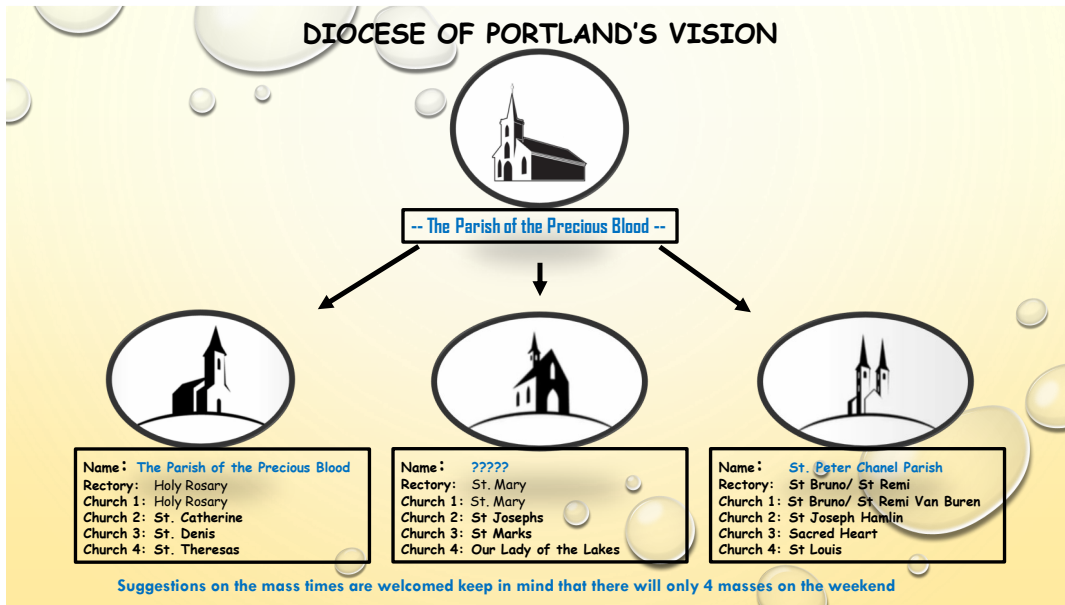 DIOCESE OF PORTLAND'S VISION
-- The Parish of the Precious Blood --
Name: The Parish of the Precious Blood
Rectory: Holy Rosary
Church 1: Holy Rosary
Church 2: St. Catherine
Church 3: St. Denis
Church 4: St. Theresas
Name: ?????
Rectory: St. Mary
Church 1: St. Mary
Church 2: St Josephs
Church 3: St Marks
Church 4: Our Lady of the Lakes
Name: St. Peter Chanel Parish
Rectory: St Bruno/ St Remi
Church 1: St Bruno/ St Remi Van Buren
Church 2: St Joseph Hamlin
Church 3: Sacred Heart
Church 4: St Louis
Suggestions on the mass times are welcomed keep in mind that there will only 4 masses on the weekend